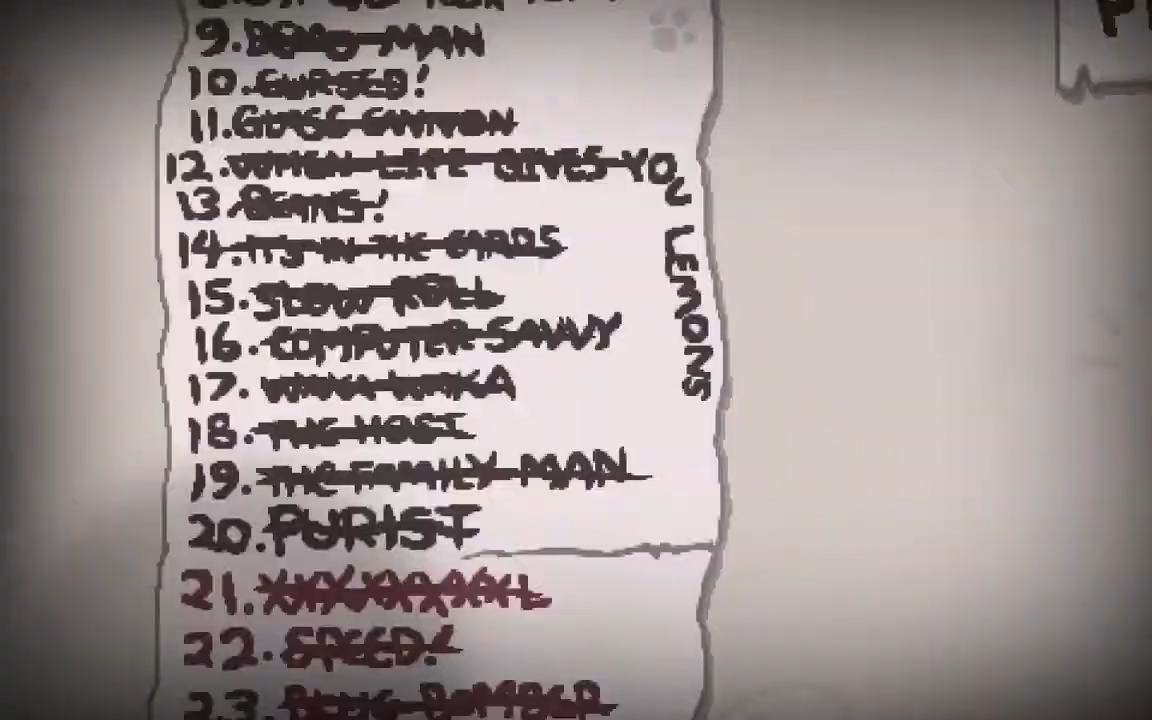 9. DEMO MAN
10. CURSED!
11. GLASS CANNON
12. WHEN LIFE GIVES YOU LEMONS
13. BEANS!
14. IT'S IN THE CARDS
15. SLOW ROLL
16. COMPUTER SAVVY
17. WAKA WAKA
18. THE HOST
19. THE FAMILY MAN
20. PURIST
21. XXXXXXXXL
22. SPEED!
23. BLUE BOMBER